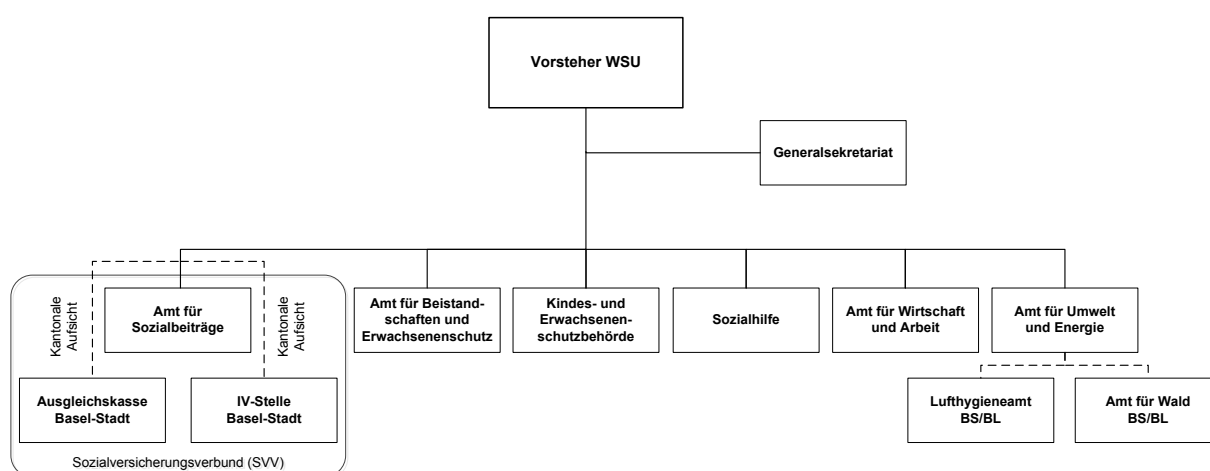 Vorsteher WSU
Generalsekretariat
Kantonale
Aufsicht
Amt für
Sozialbeiträge
Kantonale
Aufsicht
Amt für Beistand-
schaften und
Erwachsenenschutz
Kindes- und
Erwachsenen-
schutzbehörde
Sozialhilfe
Amt für Wirtschaft
und Arbeit
Amt für Umwelt
und Energie
Ausgleichskasse
Basel-Stadt
IV-Stelle
Basel-Stadt
Lufthygieneamt
BS/BL
Amt für Wald
BS/BL
Sozialversicherungsverbund (SVV)